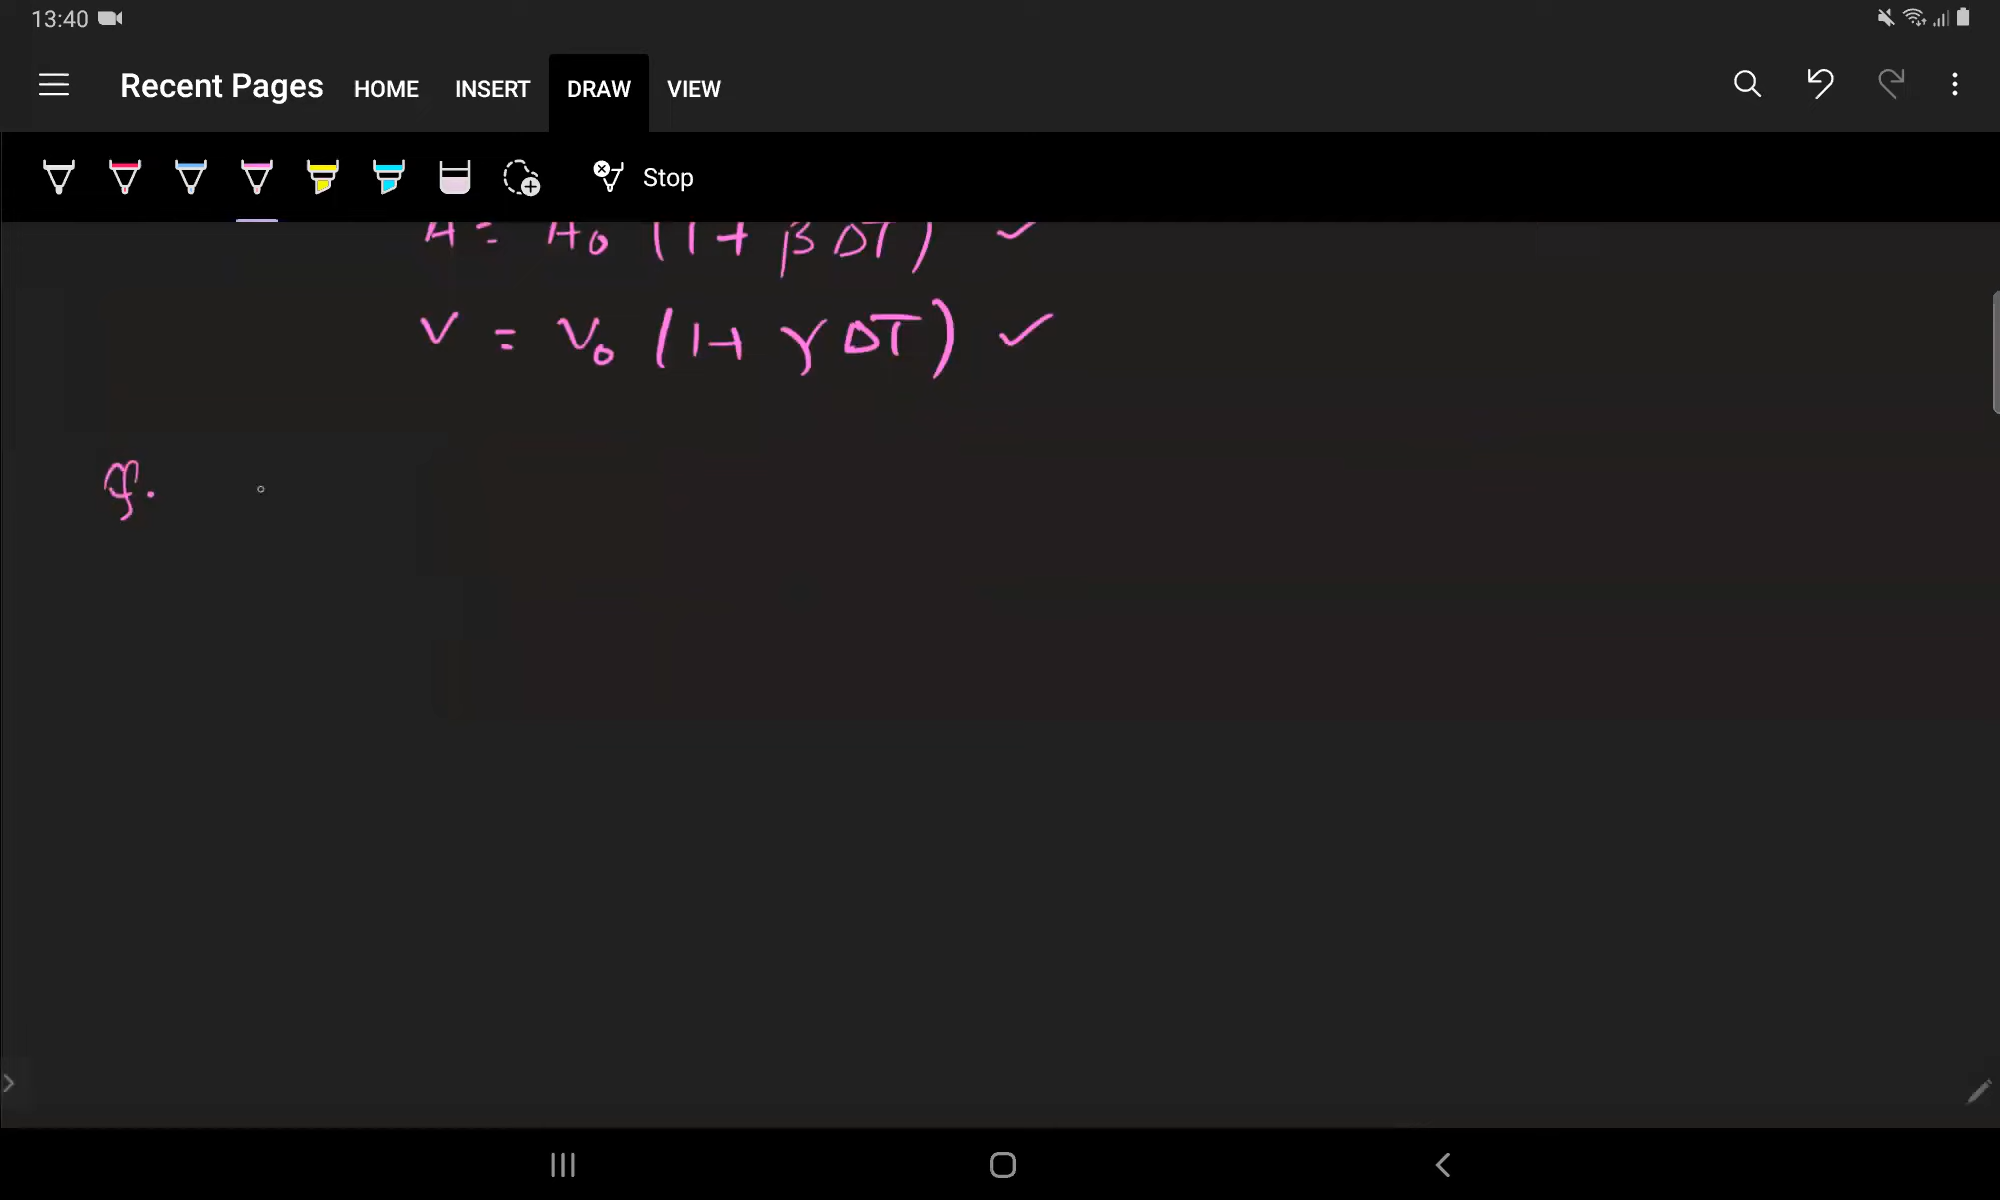 13:40
Recent Pages HOME INSERT DRAW VIEW
Stop
A = A₀ (1 + β ΔT) ✓
V = V₀ (1 + γ ΔT) ✓
Q.